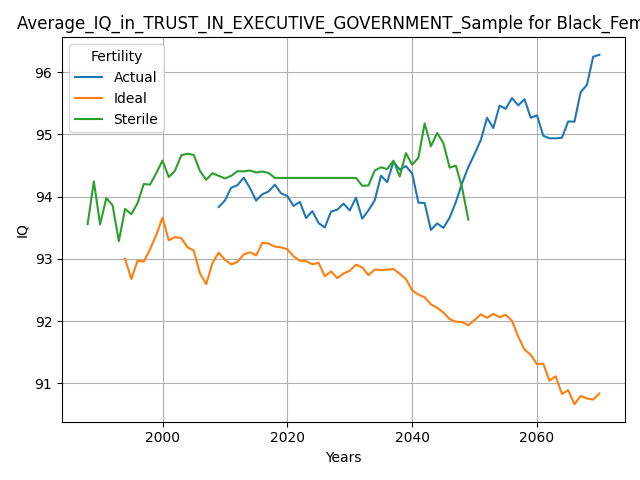 Average_IQ_in_TRUST_IN_EXECUTIVE_GOVERNMENT_Sample for Black_Fem
Fertility
Actual
Ideal
Sterile
96
95
94
93
92
91
IQ
2000 2020 2040 2060
Years